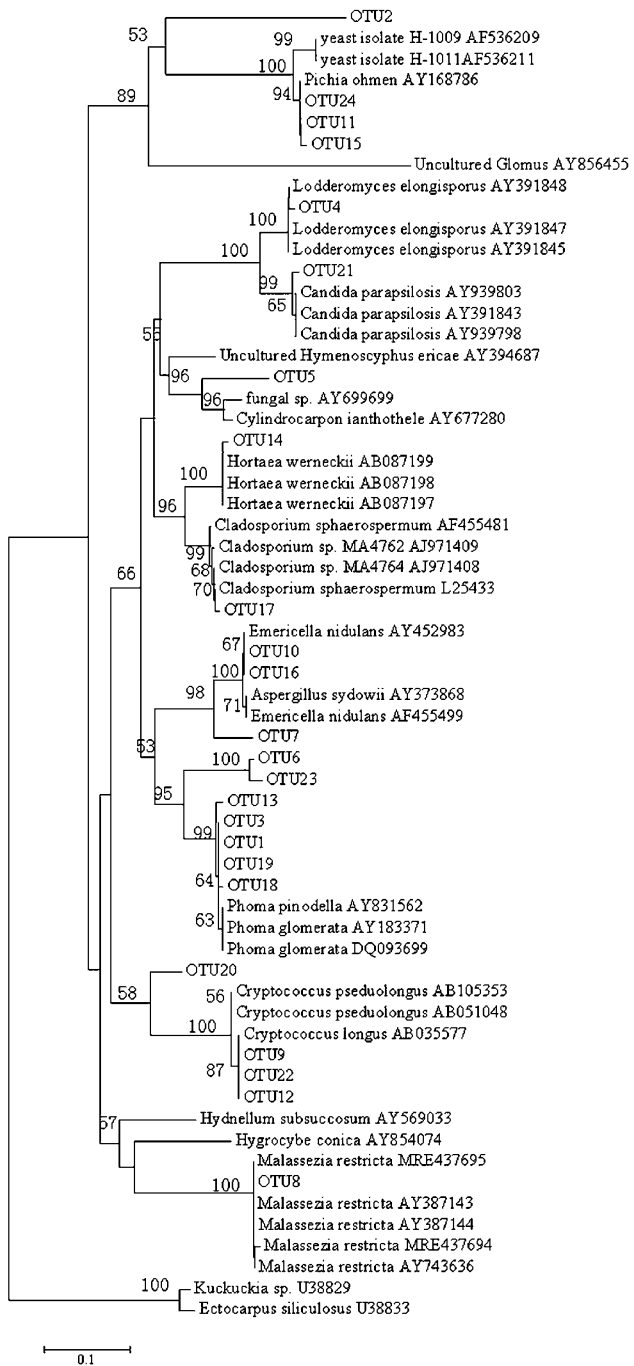 OTU2
53
99
yeast isolate H-1009 AF536209
yeast isolate H-1011AF536211
100
Pichia ohmen AY168786
94
OTU24
89
OTU11
OTU15
Uncultured Glomus AY856455
Lodderomyces elongisporus AY391848
OTU4
100
Lodderomyces elongisporus AY391847
100
Lodderomyces elongisporus AY391845
OTU21
99
Candida parapsilosis AY939803
65
Candida parapsilosis AY391843
Candida parapsilosis AY939798
Uncultured Hymenoscyphus ericae AY394687
96
OTU5
96
fungal sp. AY699699
Cylindrocarpon ianthothele AY677280
OTU14
Hortaea werneckii AB087199
100
Hortaea werneckii AB087198
96
Hortaea werneckii AB087197
Cladosporium sphaerospermum AF455481
99
Cladosporium sp. MA4762 AJ971409
68
Cladosporium sp. MA4764 AJ971408
66
70
Cladosporium sphaerospermum L25433
OTU17
Emericella nidulans AY452983
67
OTU10
100
OTU16
98
Aspergillus sydowii AY373868
71
Emericella nidulans AF455499
OTU7
53
100
OTU6
OTU23
95
OTU13
OTU3
99
OTU1
OTU19
64
OTU18
Phoma pinodella AY831562
63
Phoma glomerata AY183371
Phoma glomerata DQ093699
OTU20
58
56
Cryptococcus pseduolongus AB105353
Cryptococcus pseduolongus AB051048
100
Cryptococcus longus AB035577
OTU9
87
OTU22
OTU12
57
Hydnellum subsuccosum AY569033
Hygrocybe conica AY854074
Malassezia restricta MRE437695
100
OTU8
Malassezia restricta AY387143
Malassezia restricta AY387144
Malassezia restricta MRE437694
Malassezia restricta AY743636
100
Kuckuckia sp. U38829
Ectocarpus siliculosus U38833
0.1